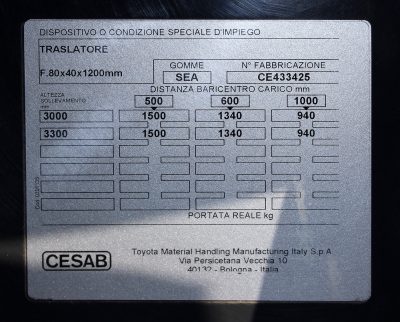 DISPOSITIVO O CONDIZIONE SPECIALE D'IMPIEGO
TRASLATORE
GOMME N° FABBRICAZIONE
F.80x40x1200mm SEA CE433425
DISTANZA BARICENTRO CARICO mm
ALTEZZA SOLLEVAMENTO mm 500 600 1000
3000 1500 1340 940
3300 1500 1340 940
PORTATA REALE kg
CESAB
Toyota Material Handling Manufacturing Italy S.p.A
Via Persicetana Vecchia 10
40132 - Bologna - Italia